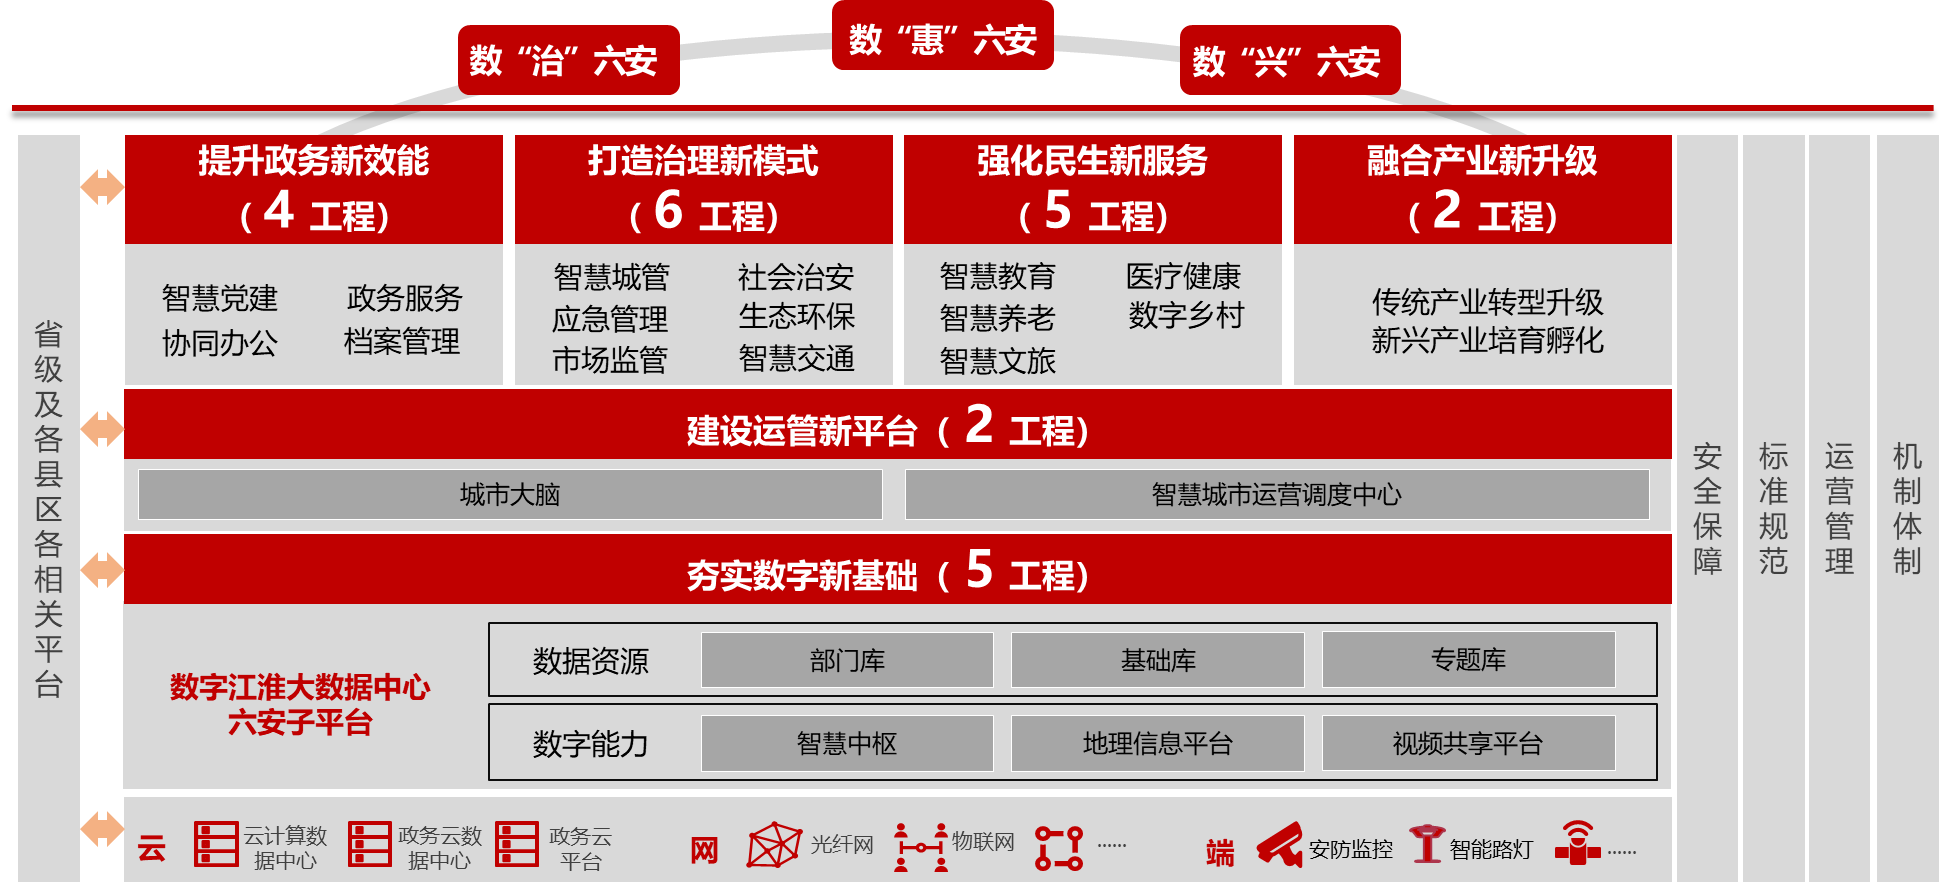 数“治”六安
数“惠”六安
数“兴”六安
省级及各县区各相关平台
提升政务新效能
（4 工程）
智慧党建 政务服务
协同办公 档案管理
打造治理新模式
（6 工程）
智慧城管 社会治安
应急管理 生态环保
市场监管 智慧交通
强化民生新服务
（5 工程）
智慧教育 医疗健康
智慧养老 数字乡村
智慧文旅
融合产业新升级
（2 工程）
传统产业转型升级
新兴产业培育孵化
建设运管新平台（2 工程）
城市大脑
智慧城市运营调度中心
夯实数字新基础（5 工程）
数字江淮大数据中心
六安子平台
数据资源 部门库 基础库 专题库
数字能力 智慧中枢 地理信息平台 视频共享平台
云
云计算数
据中心
政务云数
据中心
政务云
平台
网
光纤网
物联网
……
端
安防监控
智能路灯
……
安全保障
标准规范
运营管理
机制体制